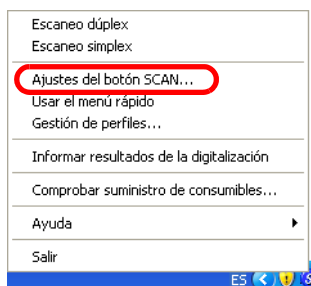 Escaneo dúplex
Escaneo simplex
Ajustes del botón SCAN...
Usar el menú rápido
Gestión de perfiles...
Informar resultados de la digitalización
Comprobar suministro de consumibles...
Ayuda
Salir
ES